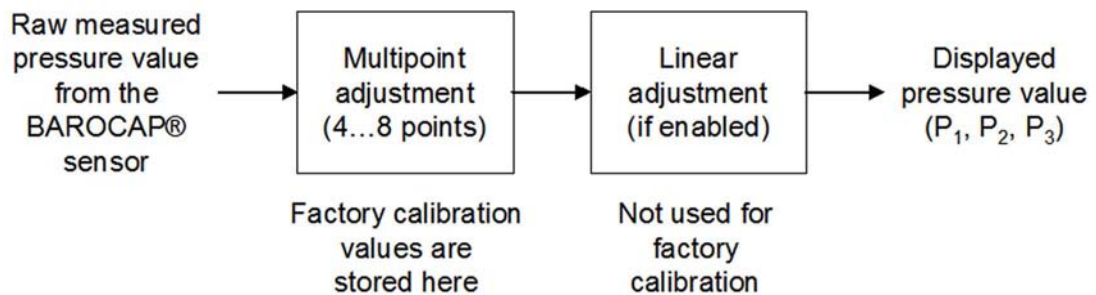 Raw measured
pressure value
from the
BAROCAP®
sensor
Multipoint
adjustment
(4...8 points)
Linear
adjustment
(if enabled)
Displayed
pressure value
(P₁, P₂, P₃)
Factory calibration
values are
stored here
Not used for
factory
calibration